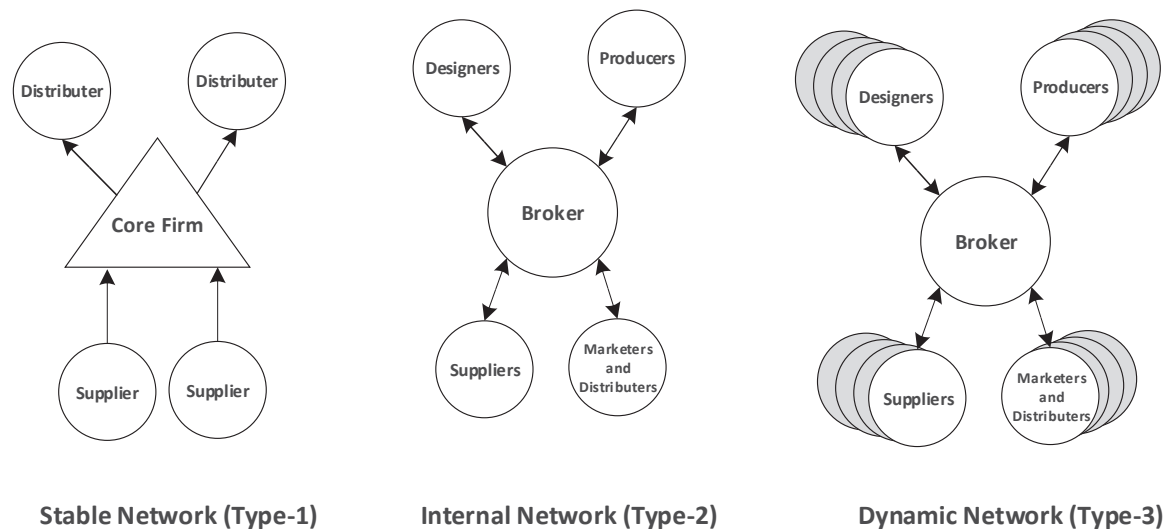 Distributer
Distributer
Core Firm
Supplier
Supplier
Stable Network (Type-1)
Designers
Producers
Broker
Suppliers
Marketers
and
Distributers
Internal Network (Type-2)
Designers
Producers
Broker
Suppliers
Marketers
and
Distributers
Dynamic Network (Type-3)